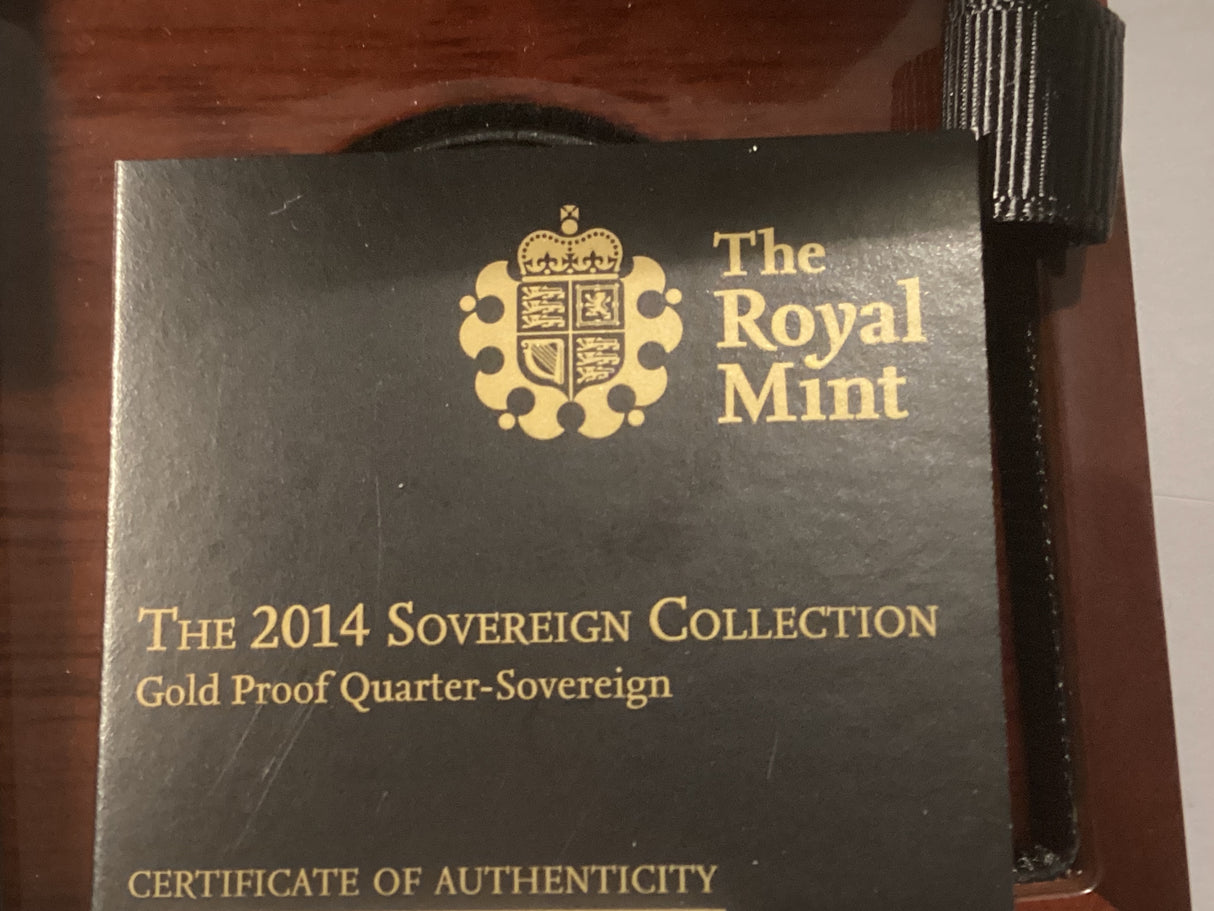 The
Royal
Mint
The 2014 Sovereign Collection
Gold Proof Quarter-Sovereign
CERTIFICATE OF AUTHENTICITY